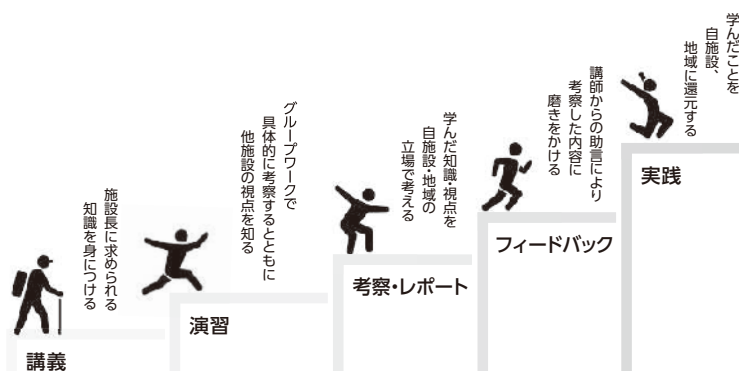 施設長に求められる
知識を身につける
講義
グループワークで
具体的に考察するとともに
他施設の視点を知る
演習
学んだ知識・視点を
自施設・地域の
立場で考える
考察・レポート
講師からの助言により
考察した内容に
磨きをかける
フィードバック
学んだことを
自施設、
地域に還元する
実践